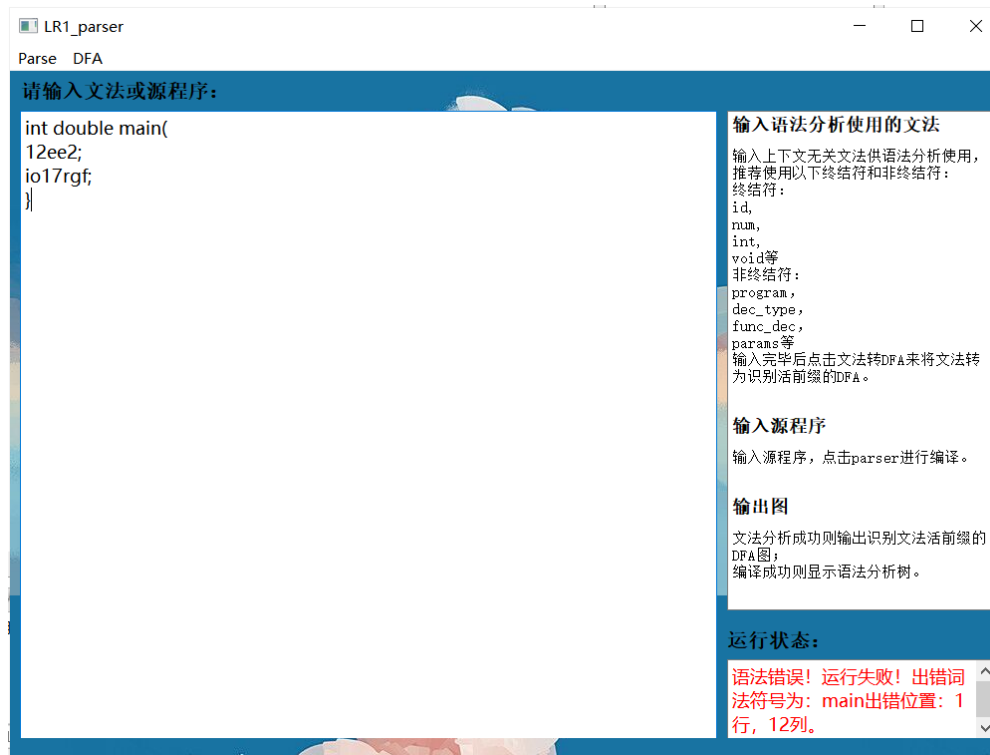 LR1_parser
Parse DFA
请输入文法或源程序：
int double main(
12ee2;
io17rgf;
}
输入语法分析使用的文法
输入上下文无关文法供语法分析使用，
推荐使用以下终结符和非终结符：
终结符：
id,
num,
int,
void等
非终结符：
program，
dec_type，
func_dec，
params等
输入完毕后点击文法转DFA来将文法转
为识别活前缀的DFA。
输入源程序
输入源程序，点击parser进行编译。
输出图
文法分析成功则输出识别文法活前缀的
DFA图；
编译成功则显示语法分析树。
运行状态：
语法错误！运行失败！出错词
法符号为：main出错位置：1
行，12列。